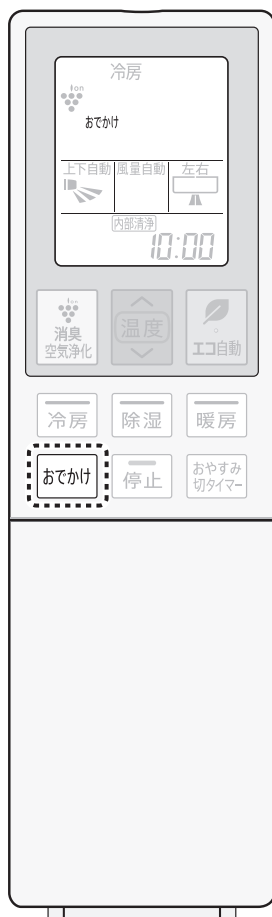 冷房
Ion
おでかけ
上下自動 風量自動 左右
内部清浄
10:00
Ion
消臭
空気浄化
温度
エコ自動
冷房 除湿 暖房
おでかけ 停止 おやすみ
切タイマー